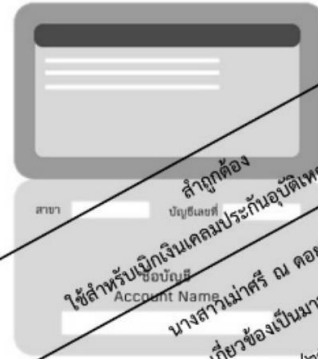 สำถูกต้อง
สาขา
บัญชีเลขที่
ใช้สำหรับเบิกเงินเคลมประกันอุบัติเหตุ
ชื่อบัญชี
Account Name
นางสาวเม่าศรี ณ ดอย
เกี่ยวข้องเป็นมา